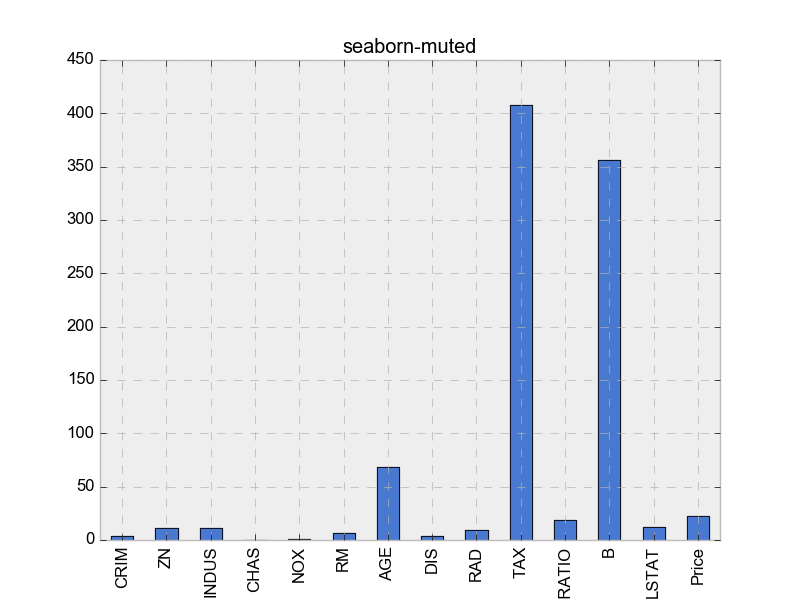 seaborn-muted
450
400
350
300
250
200
150
100
50
0
CRIM
ZN
INDUS
CHAS
NOX
RM
AGE
DIS
RAD
TAX
RATIO
B
LSTAT
Price